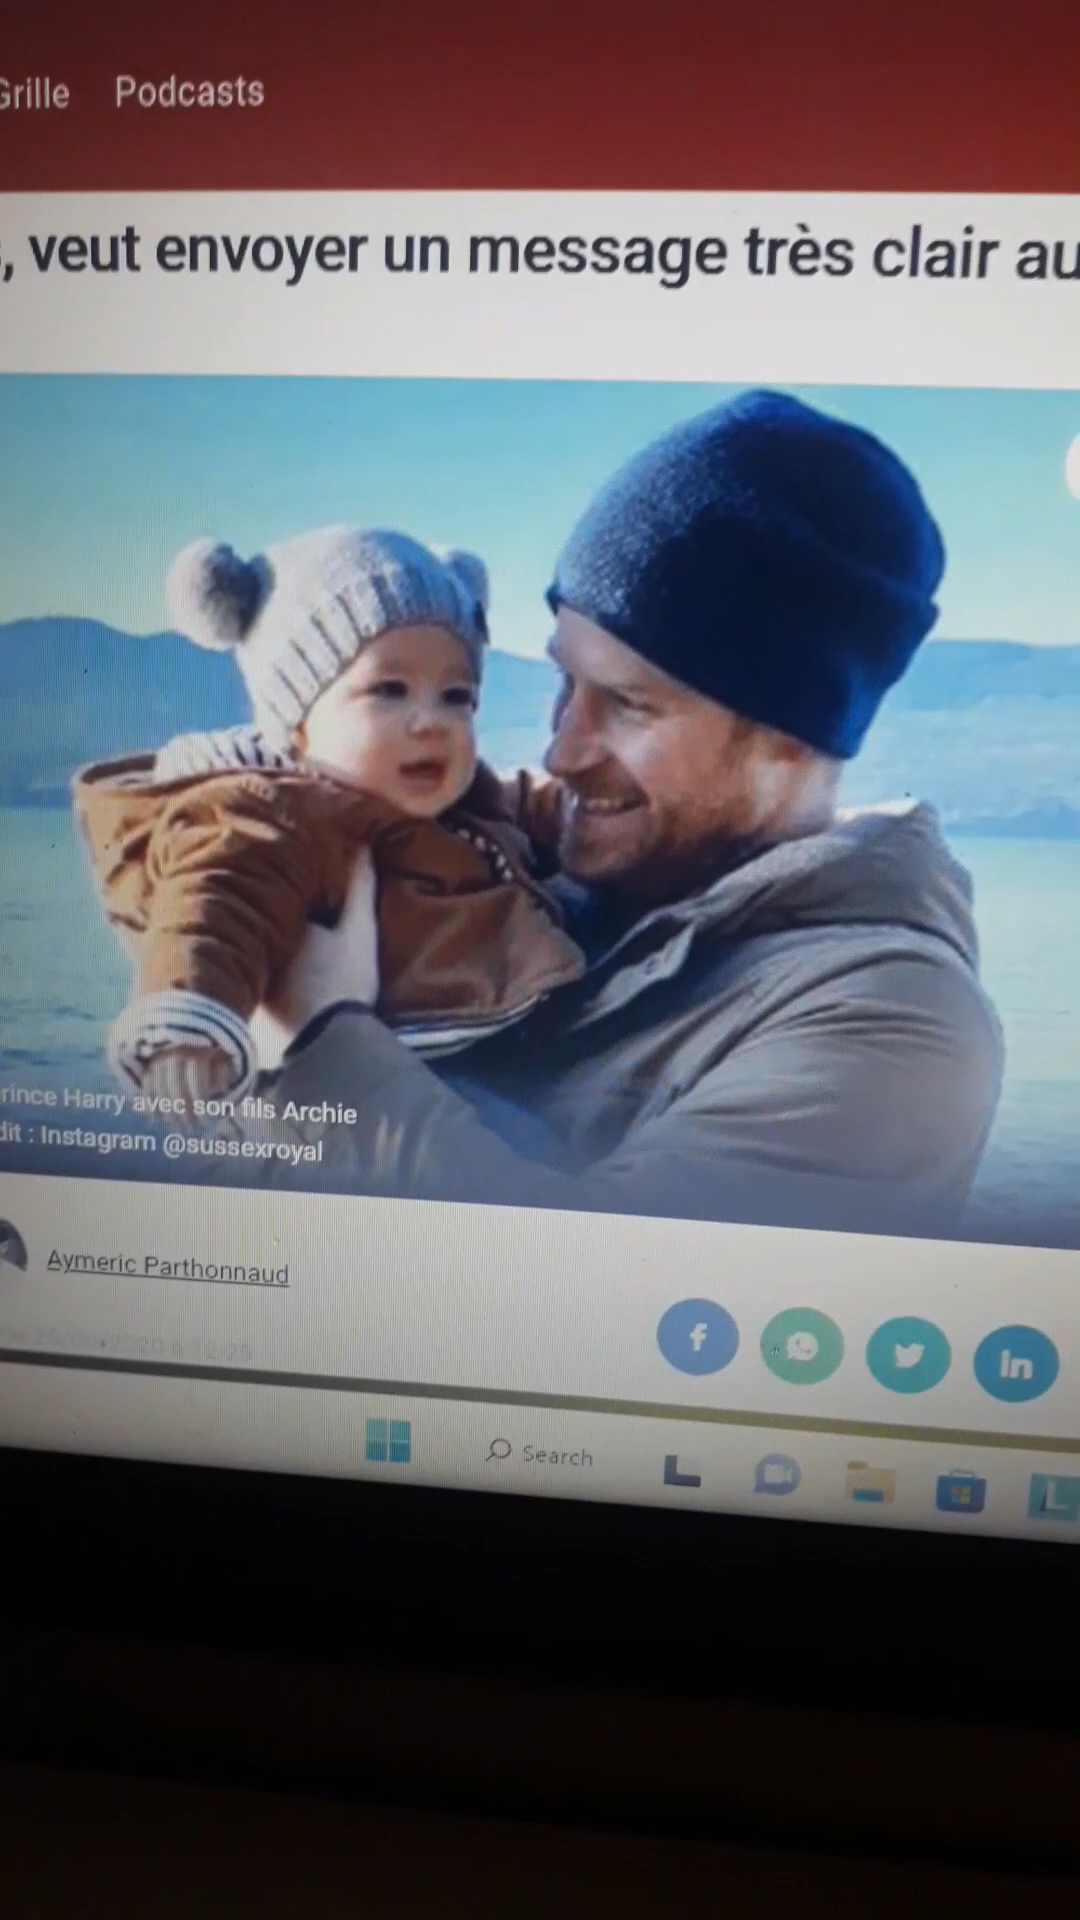 Grille Podcasts
, veut envoyer un message très clair au
rince Harry avec son fils Archie
dit : Instagram @sussexroyal
Aymeric Parthonnaud
f
in
Search